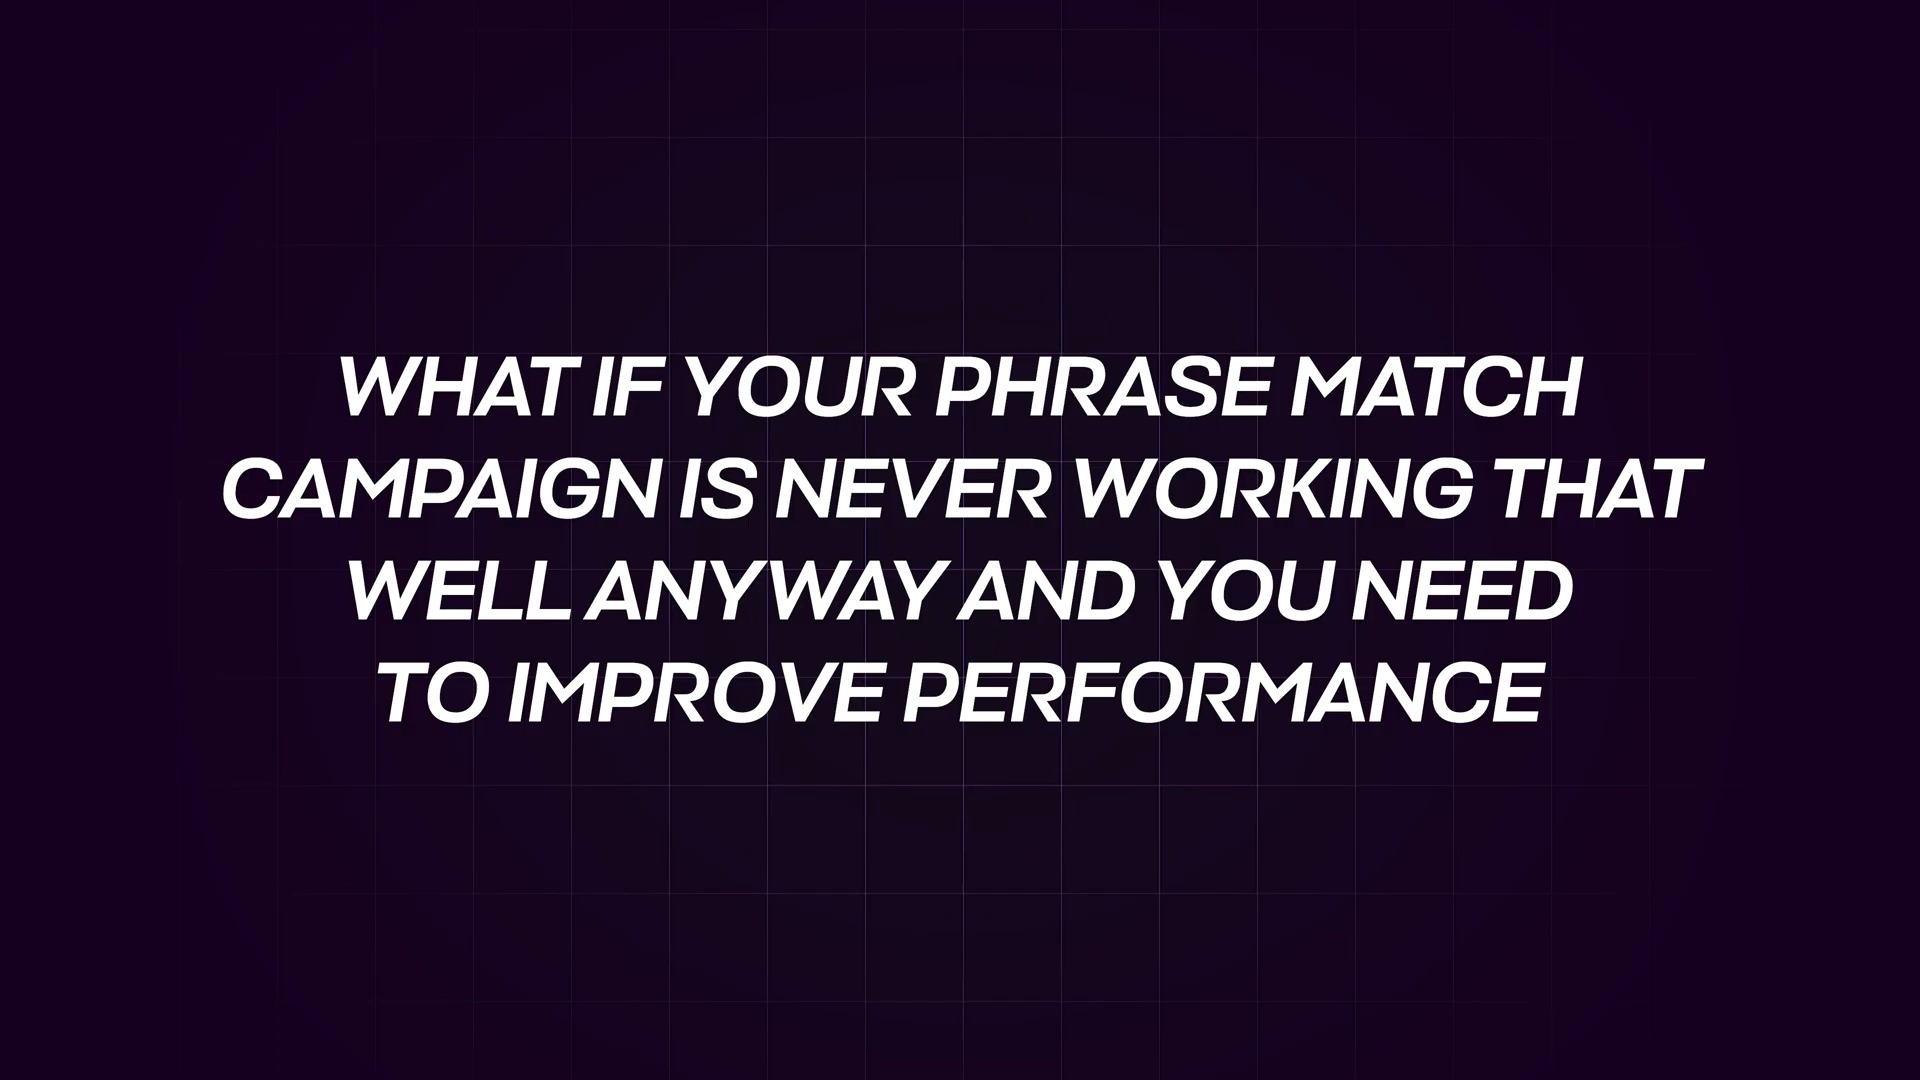 WHAT IF YOUR PHRASE MATCH
CAMPAIGN IS NEVER WORKING THAT
WELL ANYWAY AND YOU NEED
TO IMPROVE PERFORMANCE